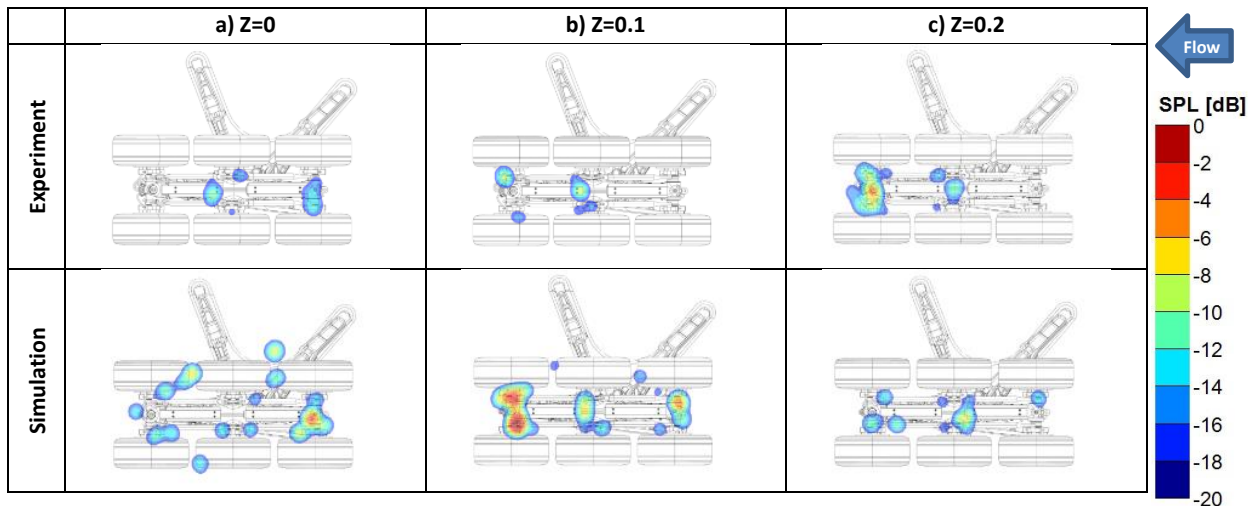 a) Z=0
b) Z=0.1
c) Z=0.2
Flow
SPL [dB]
Experiment
Simulation
0
-2
-4
-6
-8
-10
-12
-14
-16
-18
-20